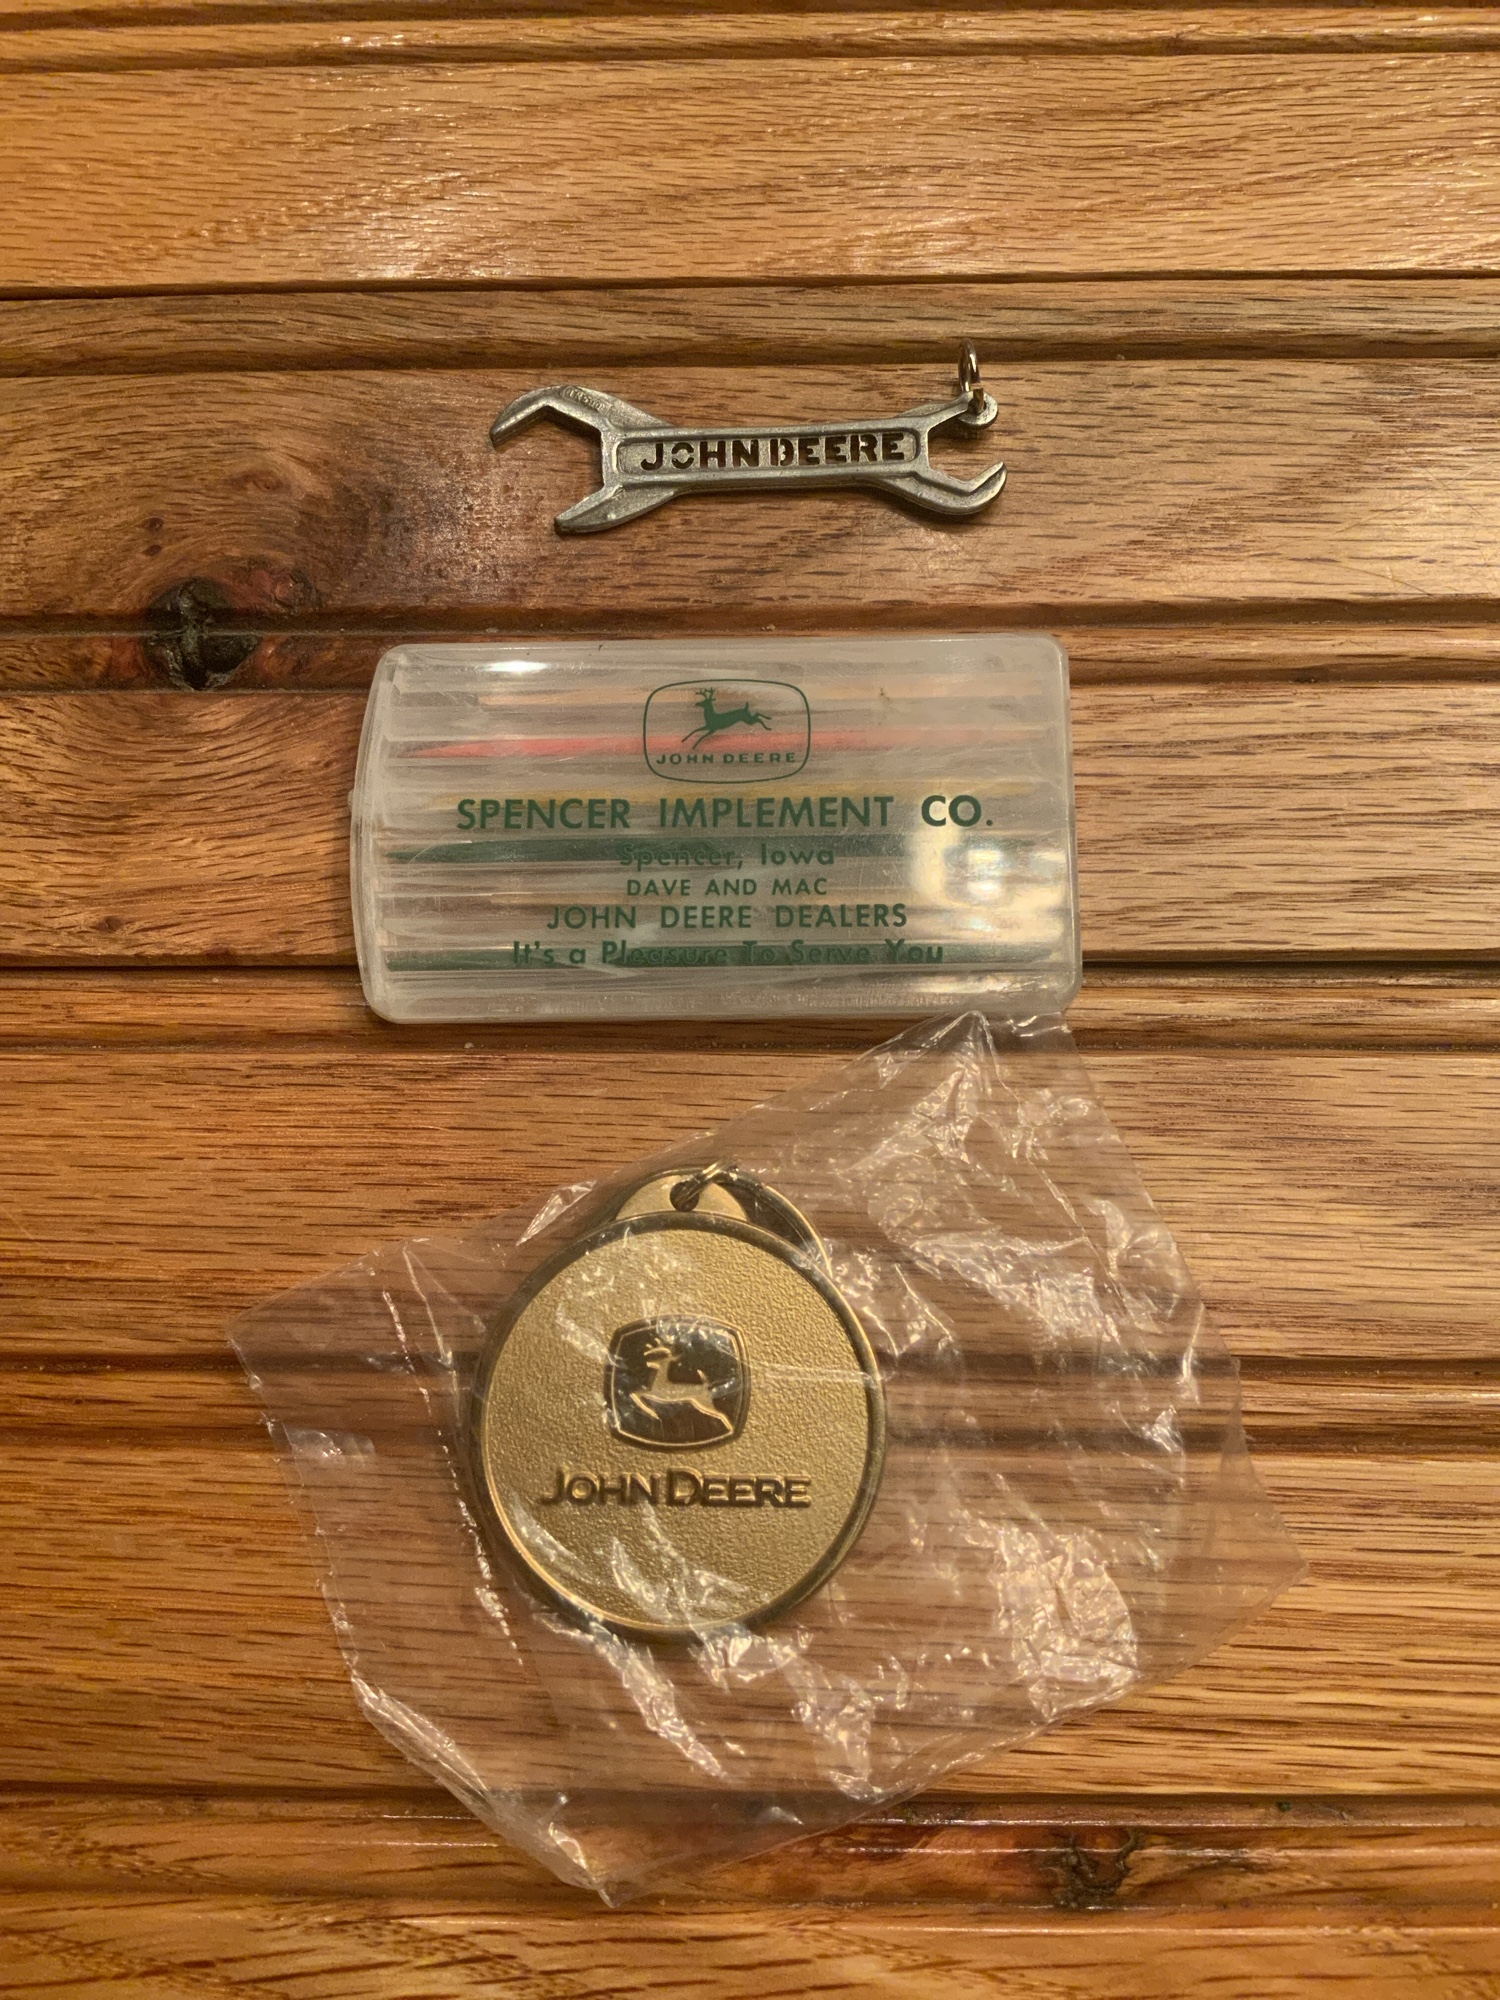 JOHN DEERE
JOHN DEERE
SPENCER IMPLEMENT CO.
Spencer, Iowa
DAVE AND MAC
JOHN DEERE DEALERS
It's a Pleasure To Serve You
JOHN DEERE